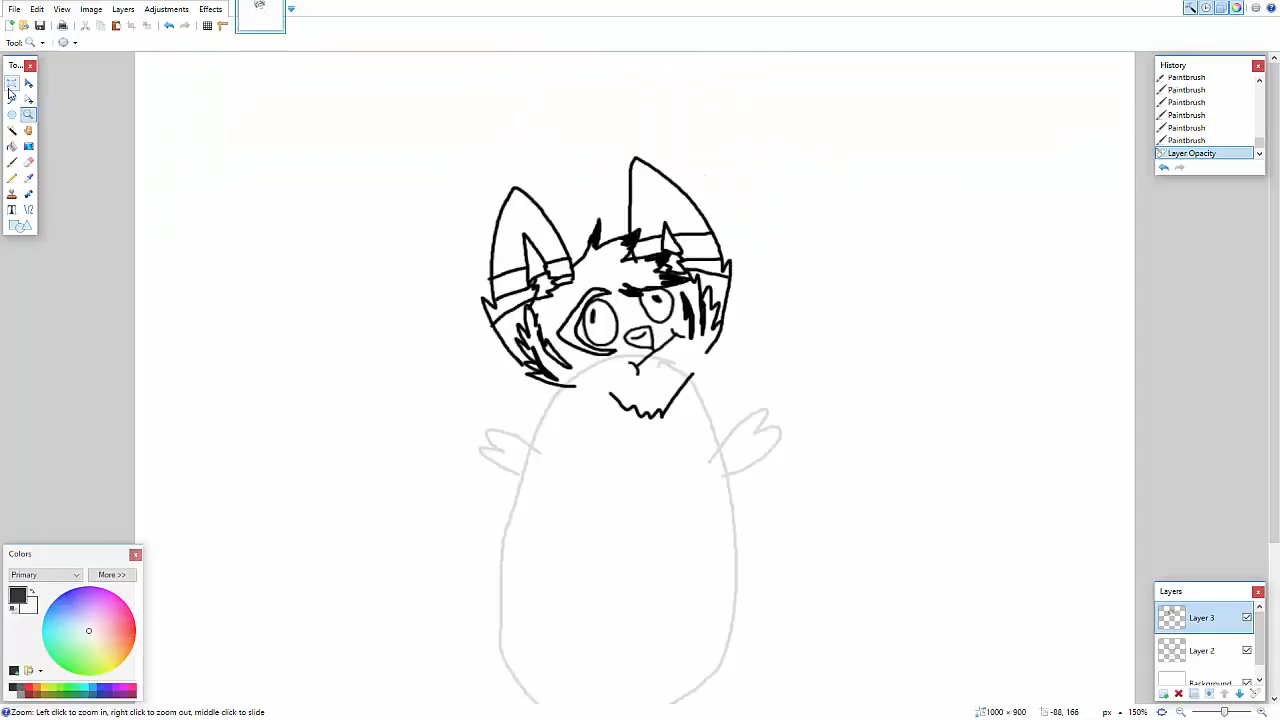 File Edit View Image Layers Adjustments Effects
Tool:
To...
History
Paintbrush
Paintbrush
Paintbrush
Paintbrush
Paintbrush
Paintbrush
Layer Opacity
Colors
Primary
More >>
Layers
Layer 3
Layer 2
Background
Zoom: Left click to zoom in, right click to zoom out, middle click to slide
1000 × 900
-88, 166
px
150%